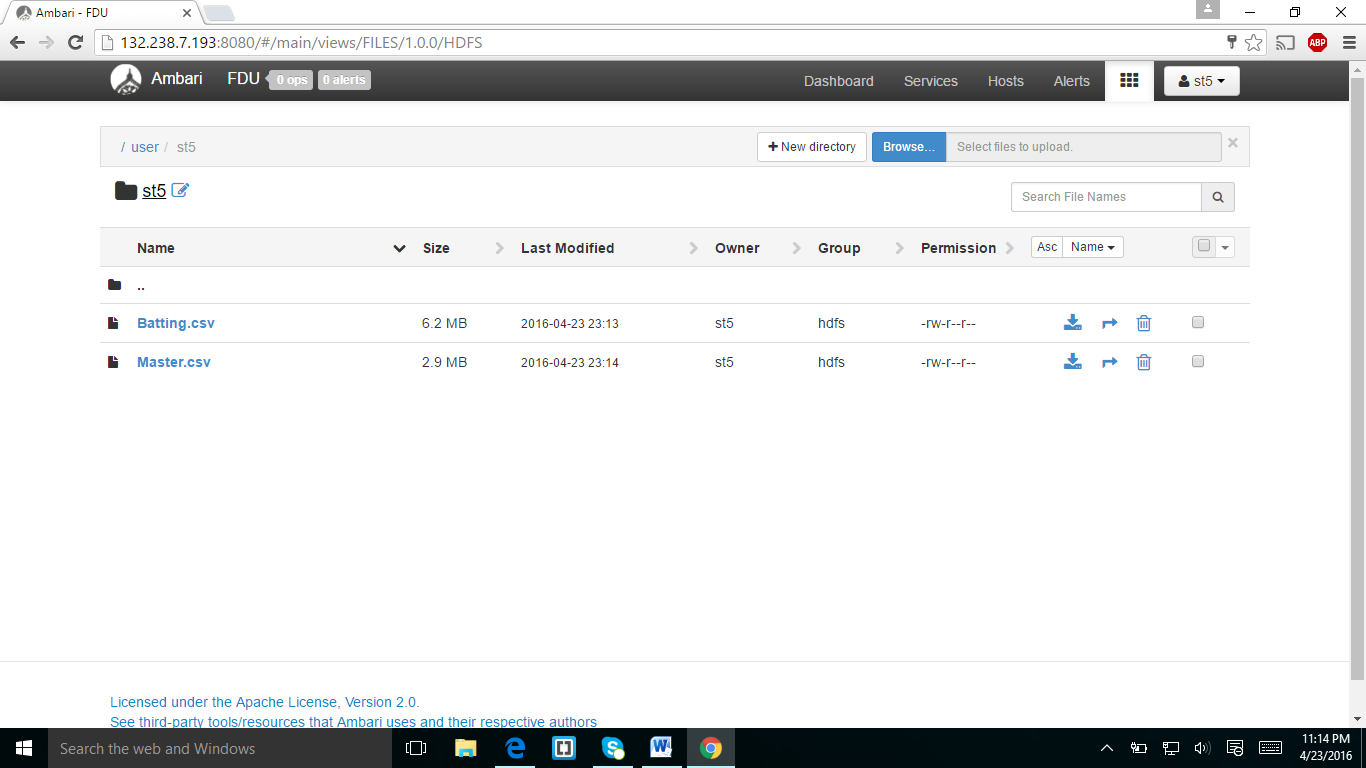 Ambari - FDU
132.238.7.193:8080/#/main/views/FILES/1.0.0/HDFS
ABP
Ambari FDU 0 ops 0 alerts Dashboard Services Hosts Alerts st5
/ user / st5 New directory Browse... Select files to upload. ×
st5 Search File Names
Name Size Last Modified Owner Group Permission Asc Name
..
Batting.csv 6.2 MB 2016-04-23 23:13 st5 hdfs -rw-r--r--
Master.csv 2.9 MB 2016-04-23 23:14 st5 hdfs -rw-r--r--
Licensed under the Apache License, Version 2.0.
See third-party tools/resources that Ambari uses and their respective authors
Search the web and Windows
11:14 PM
4/23/2016